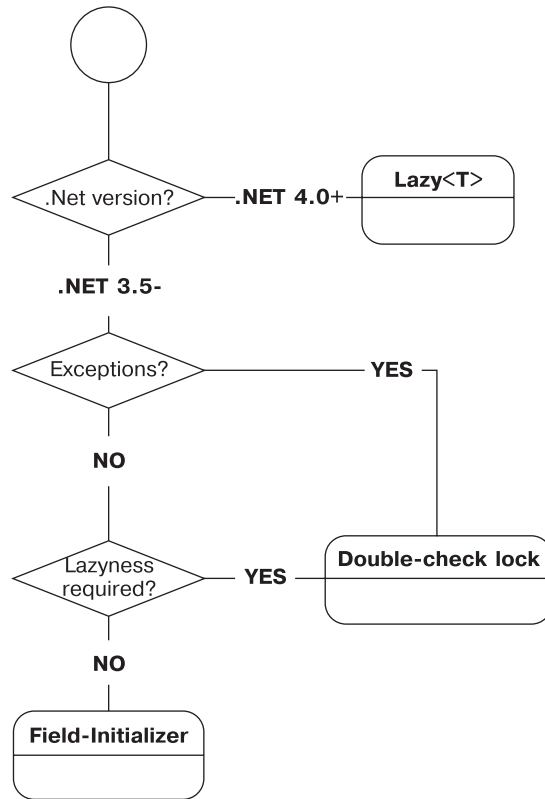 .Net version?
.NET 4.0+
Lazy<T>
.NET 3.5-
Exceptions?
YES
NO
Lazyness
required?
YES
Double-check lock
NO
Field-Initializer